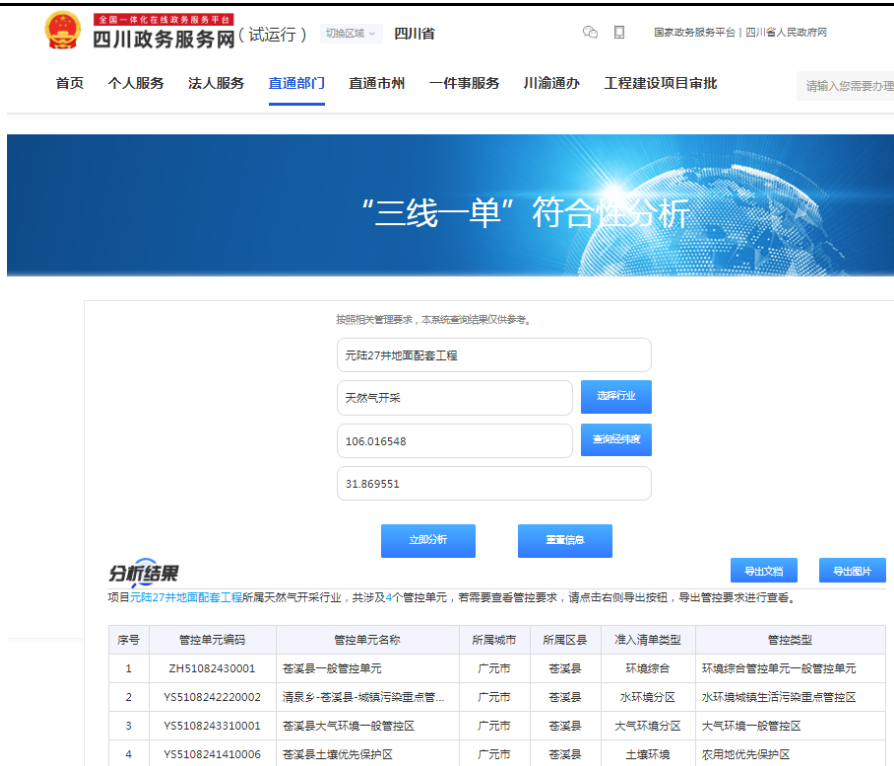 全国一体化在线政务服务平台
四川政务服务网（试运行） 切换区域 四川省 国家政务服务平台 | 四川省人民政府网
首页 个人服务 法人服务 直通部门 直通市州 一件事服务 川渝通办 工程建设项目审批 请输入您需要办理
“三线一单”符合性分析
按照相关管理要求，本系统查询结果仅供参考。
元陆27井地面配套工程
天然气开采 选择行业
106.016548 查询经纬度
31.869551
立即分析 重置信息
分析结果 导出文档 导出图片
项目元陆27井地面配套工程所属天然气开采行业，共涉及4个管控单元，若需要查看管控要求，请点击右侧导出按钮，导出管控要求进行查看。
序号 管控单元编码 管控单元名称 所属城市 所属区县 准入清单类型 管控类型
1 ZH51082430001 苍溪县一般管控单元 广元市 苍溪县 环境综合 环境综合管控单元一般管控单元
2 YS5108242220002 清泉乡-苍溪县-城镇污染重点管... 广元市 苍溪县 水环境分区 水环境城镇生活污染重点管控区
3 YS5108243310001 苍溪县大气环境一般管控区 广元市 苍溪县 大气环境分区 大气环境一般管控区
4 YS5108241410006 苍溪县土壤优先保护区 广元市 苍溪县 土壤环境 农用地优先保护区